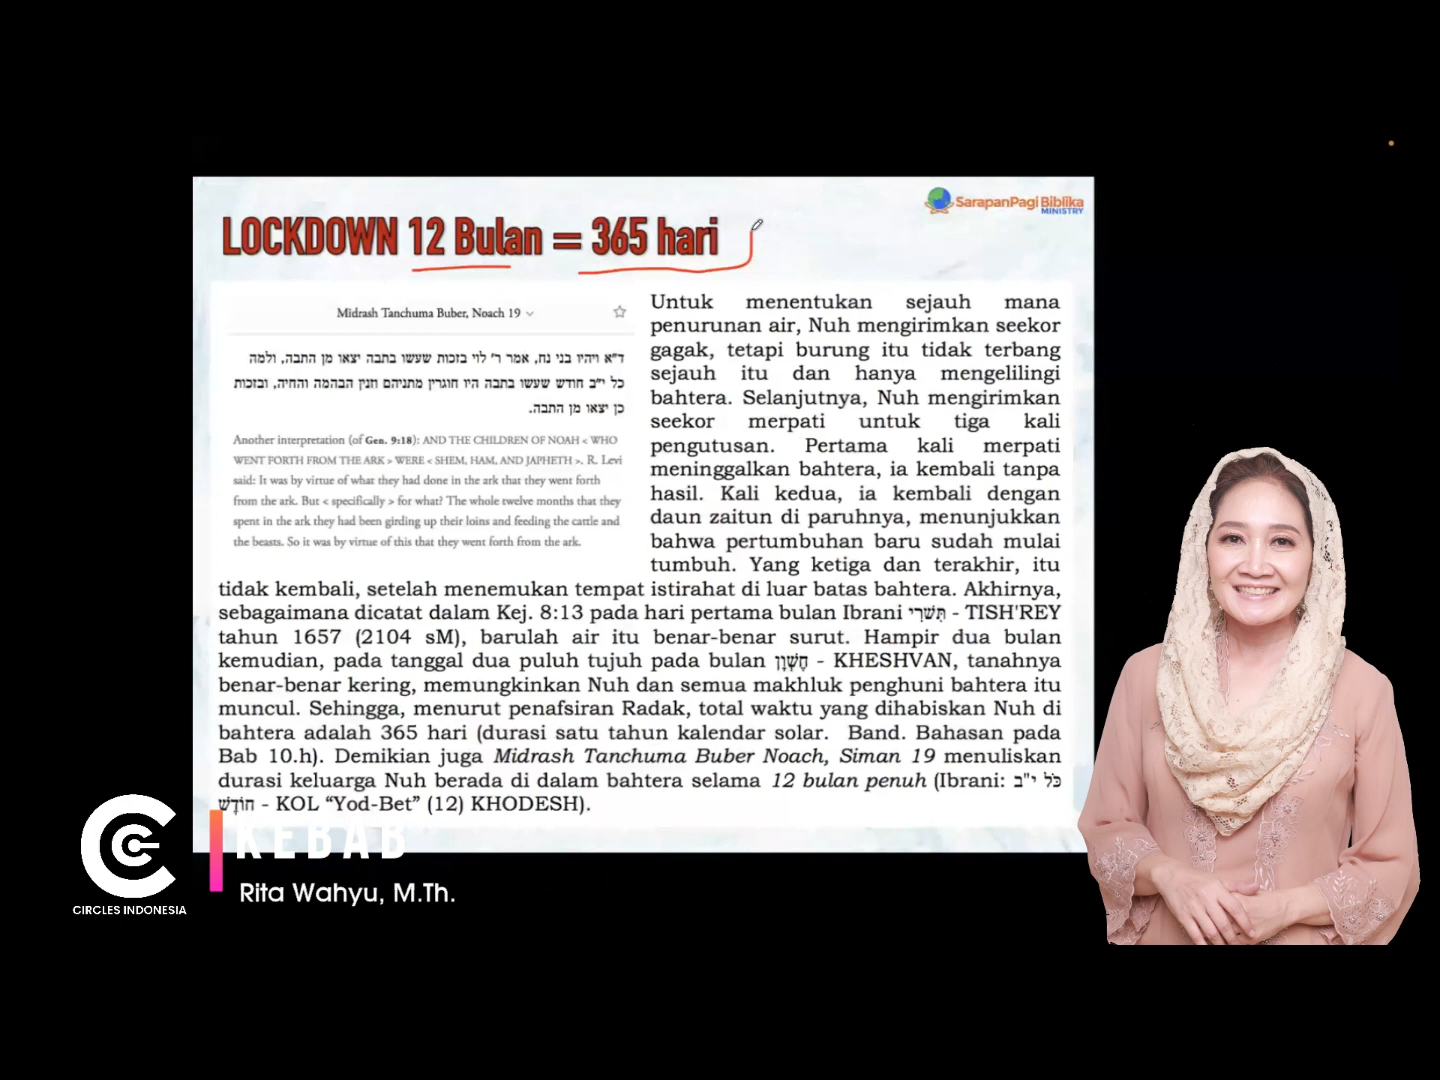 SarapanPagi Biblika
MINISTRY
LOCKDOWN 12 Bulan = 365 hari
Midrash Tanchuma Buber, Noach 19
ד"א ויהיו בני נח, אמר ר' לוי בזכות שעשו בתבה יצאו מן התבה, ולמה
כל י"ב חודש שעשו בתבה היו חוגרין מתניהם וזנין הבהמה והחיה, ובזכות
כן יצאו מן התבה.
Another interpretation (of Gen. 9:18): AND THE CHILDREN OF NOAH < WHO
WENT FORTH FROM THE ARK > WERE < SHEM, HAM, AND JAPHETH >. R. Levi
said: It was by virtue of what they had done in the ark that they went forth
from the ark. But < specifically > for what? The whole twelve months that they
spent in the ark they had been girding up their loins and feeding the cattle and
the beasts. So it was by virtue of this that they went forth from the ark.
Untuk menentukan sejauh mana
penurunan air, Nuh mengirimkan seekor
gagak, tetapi burung itu tidak terbang
sejauh itu dan hanya mengelilingi
bahtera. Selanjutnya, Nuh mengirimkan
seekor merpati untuk tiga kali
pengutusan. Pertama kali merpati
meninggalkan bahtera, ia kembali tanpa
hasil. Kali kedua, ia kembali dengan
daun zaitun di paruhnya, menunjukkan
bahwa pertumbuhan baru sudah mulai
tumbuh. Yang ketiga dan terakhir, itu
tidak kembali, setelah menemukan tempat istirahat di luar batas bahtera. Akhirnya,
sebagaimana dicatat dalam Kej. 8:13 pada hari pertama bulan Ibrani תִּשְׁרִי - TISH'REY
tahun 1657 (2104 sM), barulah air itu benar-benar surut. Hampir dua bulan
kemudian, pada tanggal dua puluh tujuh pada bulan חֶשְׁוָן - KHESHVAN, tanahnya
benar-benar kering, memungkinkan Nuh dan semua makhluk penghuni bahtera itu
muncul. Sehingga, menurut penafsiran Radak, total waktu yang dihabiskan Nuh di
bahtera adalah 365 hari (durasi satu tahun kalendar solar. Band. Bahasan pada
Bab 10.h). Demikian juga Midrash Tanchuma Buber Noach, Siman 19 menuliskan
durasi keluarga Nuh berada di dalam bahtera selama 12 bulan penuh (Ibrani: כֹּל י"ב
חוֹדֶשׁ - KOL “Yod-Bet” (12) KHODESH).
KEBAB
Rita Wahyu, M.Th.
CIRCLES INDONESIA